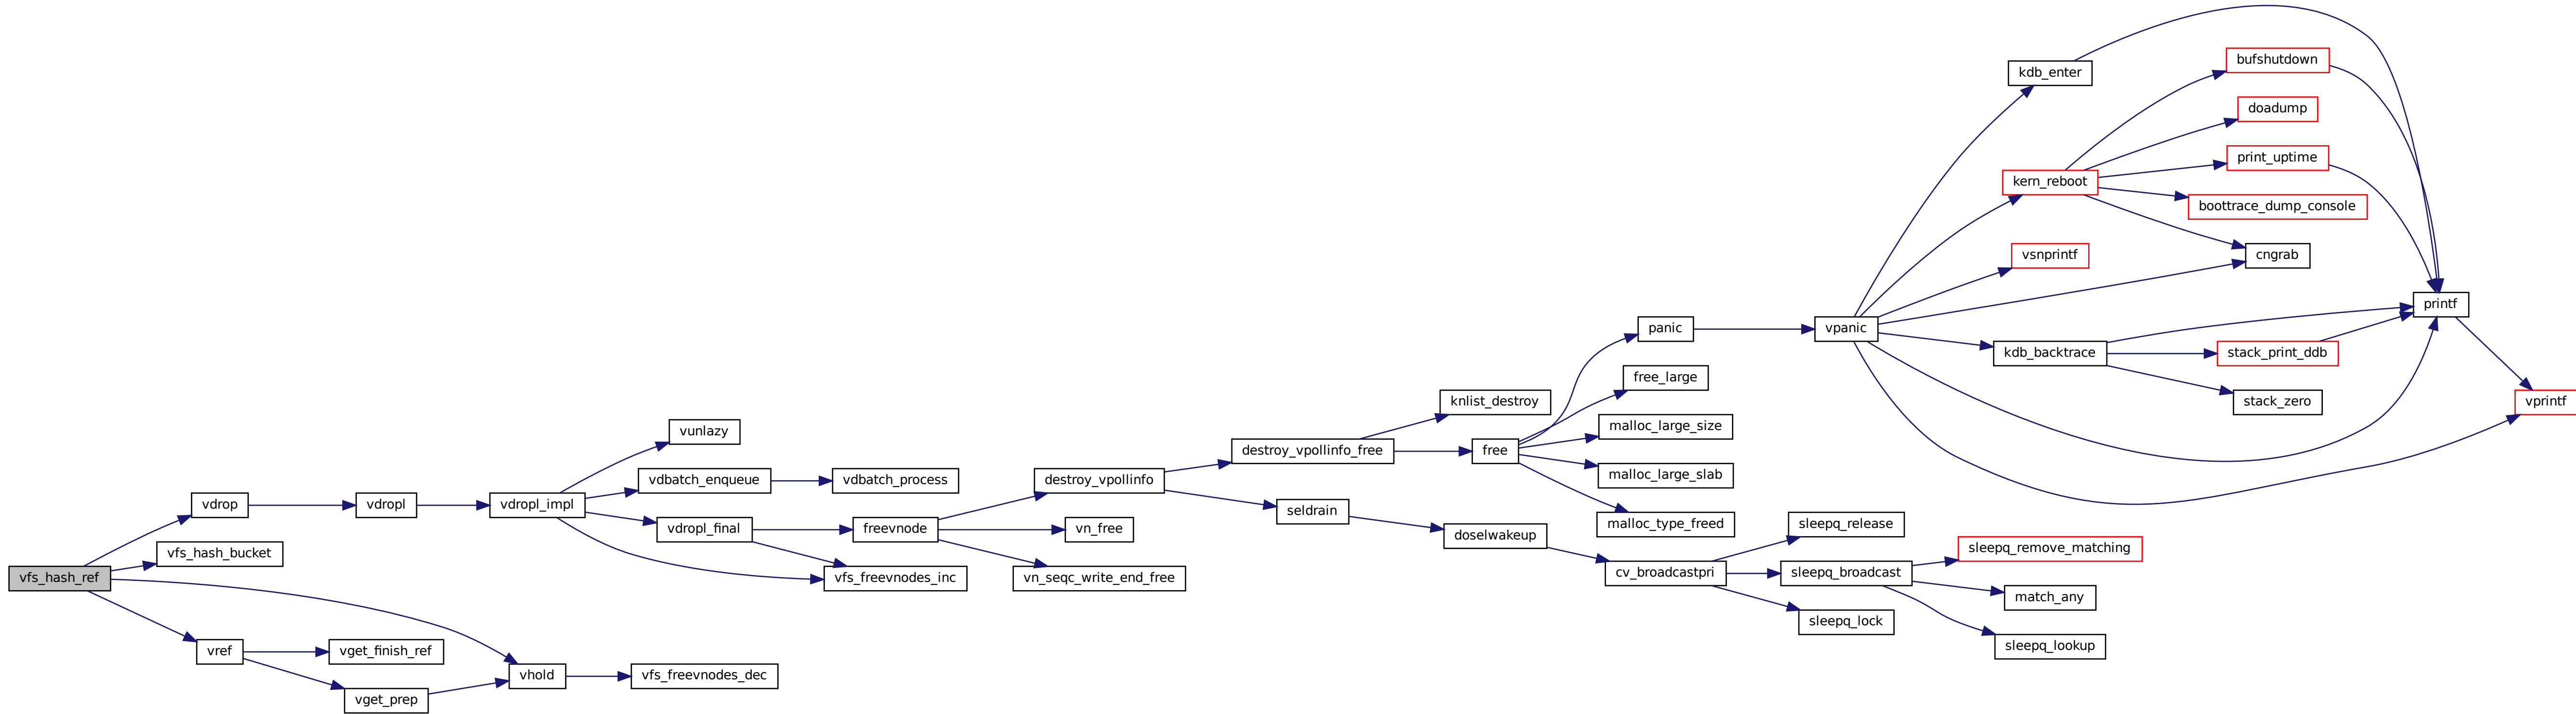 vfs_hash_ref
vdrop
vfs_hash_bucket
vref
vdropl
vget_finish_ref
vget_prep
vdropl_impl
vhold
vunlazy
vdbatch_enqueue
vdropl_final
vfs_freevnodes_dec
vdbatch_process
freevnode
vfs_freevnodes_inc
destroy_vpollinfo
vn_free
vn_seqc_write_end_free
destroy_vpollinfo_free
seldrain
knlist_destroy
free
doselwakeup
panic
free_large
malloc_large_size
malloc_large_slab
malloc_type_freed
cv_broadcastpri
vpanic
sleepq_release
sleepq_broadcast
sleepq_lock
kdb_enter
kern_reboot
vsnprintf
kdb_backtrace
sleepq_remove_matching
match_any
sleepq_lookup
bufshutdown
doadump
print_uptime
boottrace_dump_console
cngrab
stack_print_ddb
stack_zero
printf
vprintf